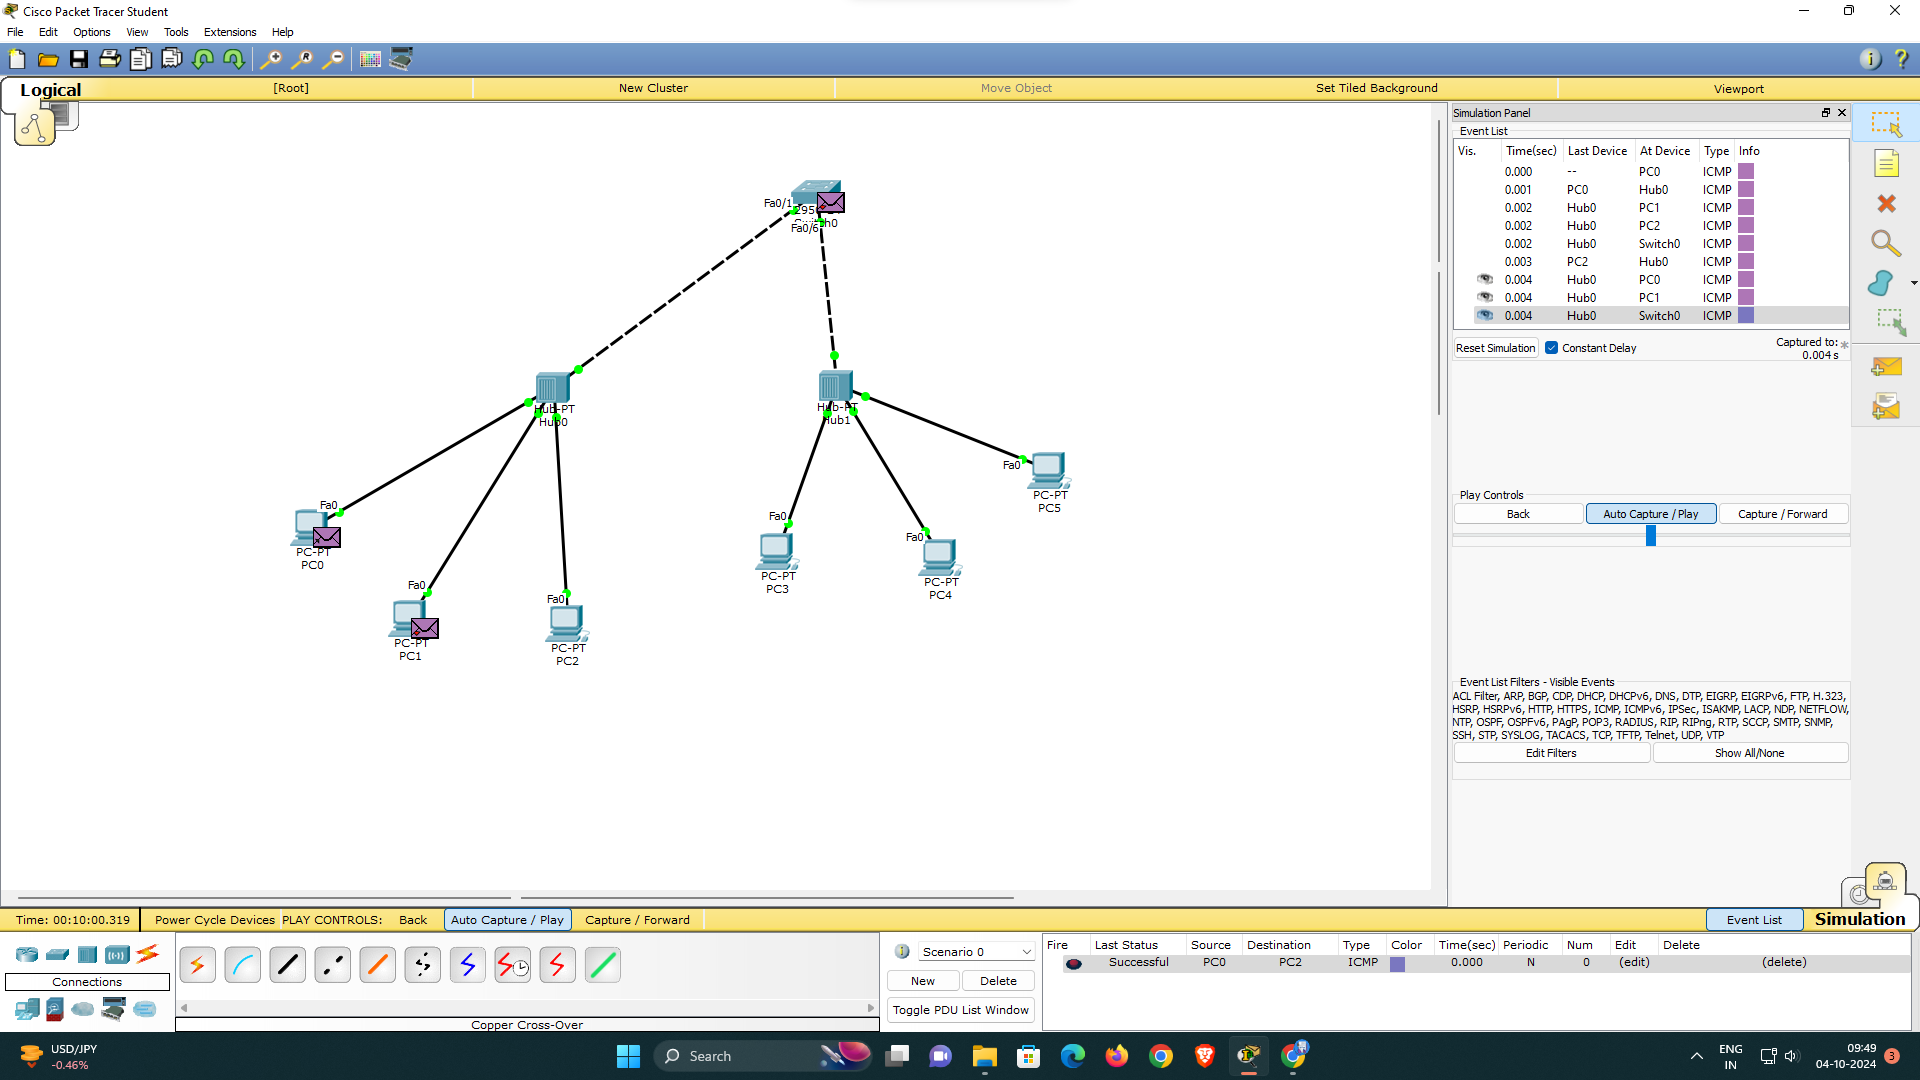 Cisco Packet Tracer Student
File Edit Options View Tools Extensions Help
Logical [Root] New Cluster Move Object Set Tiled Background Viewport
Simulation Panel
Event List
Vis. Time(sec) Last Device At Device Type Info
0.000 -- PC0 ICMP
0.001 PC0 Hub0 ICMP
0.002 Hub0 PC1 ICMP
0.002 Hub0 PC2 ICMP
0.002 Hub0 Switch0 ICMP
0.003 PC2 Hub0 ICMP
0.004 Hub0 PC0 ICMP
0.004 Hub0 PC1 ICMP
0.004 Hub0 Switch0 ICMP
Reset Simulation Constant Delay Captured to: *
0.004 s
Fa0/1
Fa0/6
Hub-PT
Hub0
Hub-PT
Hub1
Fa0
PC-PT
PC0
Fa0
PC-PT
PC1
Fa0
PC-PT
PC2
Fa0
PC-PT
PC3
Fa0
PC-PT
PC4
Fa0
PC-PT
PC5
Play Controls
Back Auto Capture / Play Capture / Forward
Event List Filters - Visible Events
ACL Filter, ARP, BGP, CDP, DHCP, DHCPv6, DNS, DTP, EIGRP, EIGRPv6, FTP, H.323,
HSRP, HSRPv6, HTTP, HTTPS, ICMP, ICMPv6, IPSec, ISAKMP, LACP, NDP, NETFLOW,
NTP, OSPF, OSPFv6, PAgP, POP3, RADIUS, RIP, RIPng, RTP, SCCP, SMTP, SNMP,
SSH, STP, SYSLOG, TACACS, TCP, TFTP, Telnet, UDP, VTP
Edit Filters Show All/None
Time: 00:10:00.319 Power Cycle Devices PLAY CONTROLS: Back Auto Capture / Play Capture / Forward Event List Simulation
Connections
Copper Cross-Over
Scenario 0
New Delete
Toggle PDU List Window
Fire Last Status Source Destination Type Color Time(sec) Periodic Num Edit Delete
Successful PC0 PC2 ICMP 0.000 N 0 (edit) (delete)
USD/JPY
-0.46%
Search
ENG
IN
09:49
04-10-2024
3